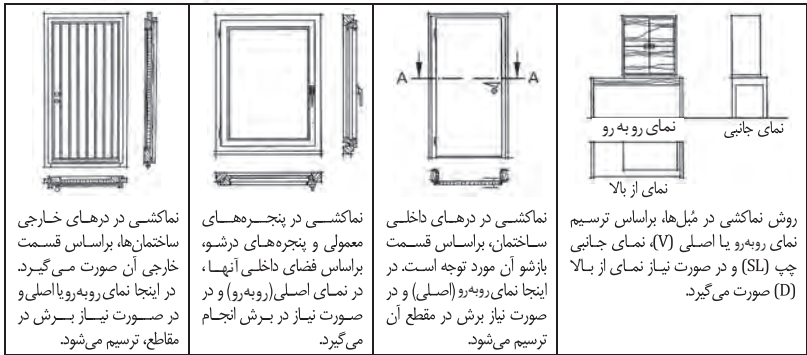 نمای روبه رو
نمای جانبی
نمای از بالا
روش نماکشی در مُبل‌ها، براساس ترسیم
نمای روبه‌رو یا اصلی (V)، نمای جانبی
چپ (SL) و در صورت نیاز نمای از بالا
(D) صورت می‌گیرد.
A A
نماکشی در درهای داخلی
ساختمان، براساس قسمت
بازشو آن مورد توجه است. در
اینجا نمای روبه‌رو (اصلی) و در
صورت نیاز برش در مقطع آن
ترسیم می‌شود.
نماکشی در پنجره‌های
معمولی و پنجره‌های درشو،
براساس فضای داخلی آنها،
در نمای اصلی(روبه‌رو) و در
صورت نیاز در برش انجام
می‌گیرد.
نماکشی در درهای خارجی
ساختمان‌ها، براساس قسمت
خارجی آن صورت می‌گیرد.
در اینجا نمای روبه‌رو یا اصلی و
در صورت نیاز برش در
مقاطع، ترسیم می‌شود.